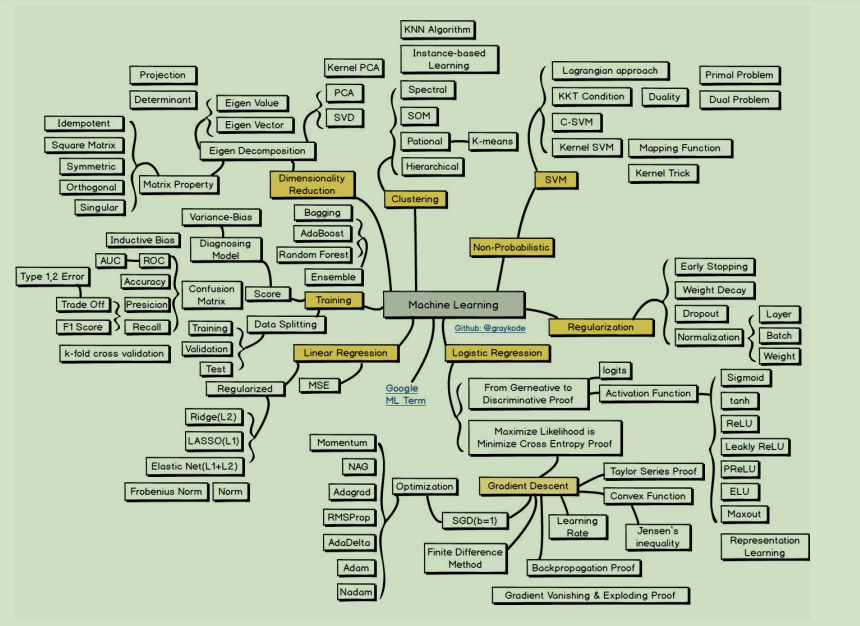 KNN Algorithm
Instance-based
Learning
Kernel PCA
Projection
Determinant
Eigen Value
Eigen Vector
PCA
SVD
Spectral
SOM
Pational
K-means
Hierarchical
Lagrangian approach
KKT Condition
Duality
C-SVM
Kernel SVM
Primal Problem
Dual Problem
Mapping Function
Kernel Trick
Idempotent
Square Matrix
Symmetric
Orthogonal
Singular
Eigen Decomposition
Matrix Property
Dimensionality
Reduction
Clustering
SVM
Non-Probabilistic
Variance-Bias
Inductive Bias
Diagnosing
Model
Bagging
AdaBoost
Random Forest
Ensemble
AUC
ROC
Type 1,2 Error
Accuracy
Trade Off
Presicion
F1 Score
Recall
Confusion
Matrix
Score
Training
Machine Learning
Github: @graykode
Data Splitting
Training
Validation
Test
k-fold cross validation
Early Stopping
Weight Decay
Dropout
Normalization
Layer
Batch
Weight
Regularization
Linear Regression
Logistic Regression
Regularized
MSE
Google
ML Term
Ridge(L2)
LASSO(L1)
Elastic Net(L1+L2)
Frobenius Norm
Norm
From Gerneative to
Discriminative Proof
logits
Activation Function
Sigmoid
tanh
ReLU
Leakly ReLU
PReLU
ELU
Maxout
Representation
Learning
Maximize Likelihood is
Minimize Cross Entropy Proof
Momentum
NAG
Adagrad
RMSProp
AdaDelta
Adam
Nadam
Optimization
Gradient Descent
Taylor Series Proof
Convex Function
SGD(b=1)
Learning
Rate
Jensen's
inequality
Finite Difference
Method
Backpropagation Proof
Gradient Vanishing & Exploding Proof